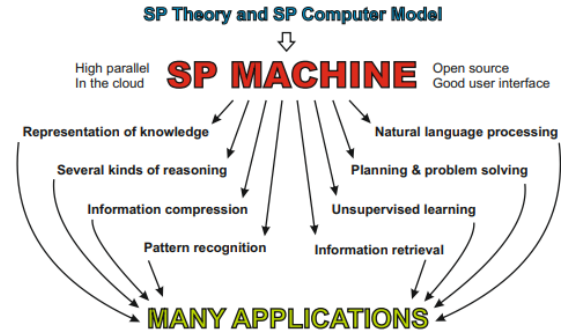 SP Theory and SP Computer Model
High parallel
In the cloud
SP MACHINE
Open source
Good user interface
Representation of knowledge
Natural language processing
Several kinds of reasoning
Planning & problem solving
Information compression
Unsupervised learning
Pattern recognition
Information retrieval
MANY APPLICATIONS